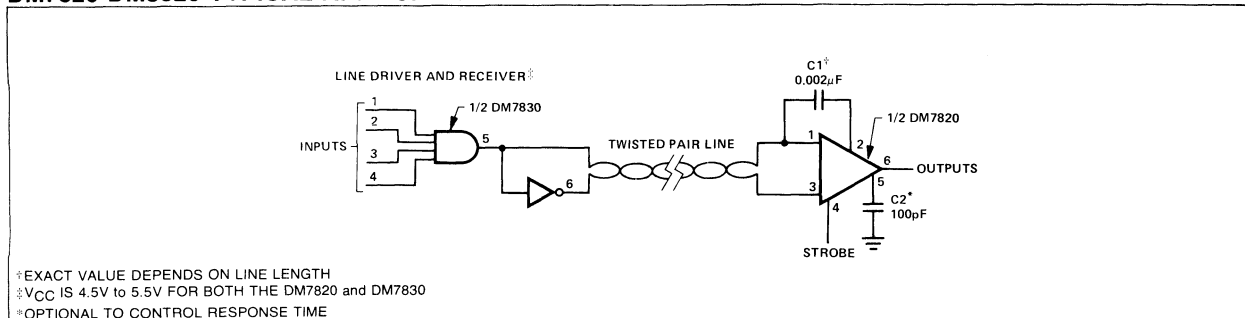 LINE DRIVER AND RECEIVER‡
1/2 DM7830
INPUTS
1
2
3
4
5
6
TWISTED PAIR LINE
C1†
0.002µF
1/2 DM7820
1
2
3
4
5
6
OUTPUTS
C2*
100pF
STROBE
†EXACT VALUE DEPENDS ON LINE LENGTH
‡VCC IS 4.5V to 5.5V FOR BOTH THE DM7820 and DM7830
*OPTIONAL TO CONTROL RESPONSE TIME